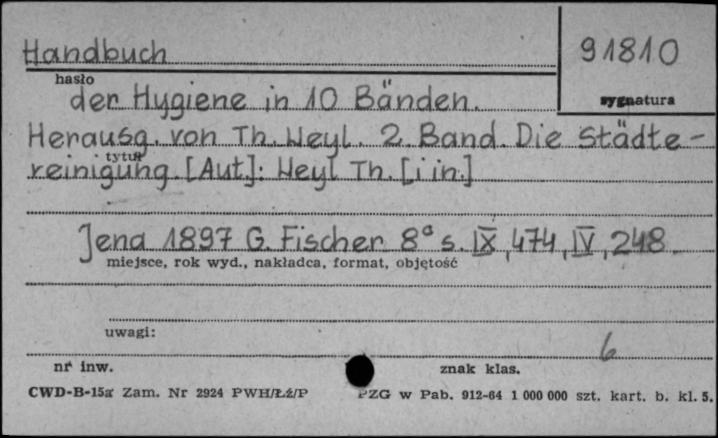 Handbuch
91810
hasło
sygnatura
der Hygiene in 10 Bänden.
Herausg. von Th. Weyl. 2. Band. Die Städte-
tytuł
reinigung. [Aut]: Weyl Th. [i in.]
Jena 1897 G. Fischer 8° s. IX, 474, IV, 248.
miejsce, rok wyd., nakładca, format, objętość
uwagi:
6
nr inw.
znak klas.
CWD-B-15a Zam. Nr 2924 PWH/Łź/P PZG w Pab. 912-64 1 000 000 szt. kart. b. kl. 5.